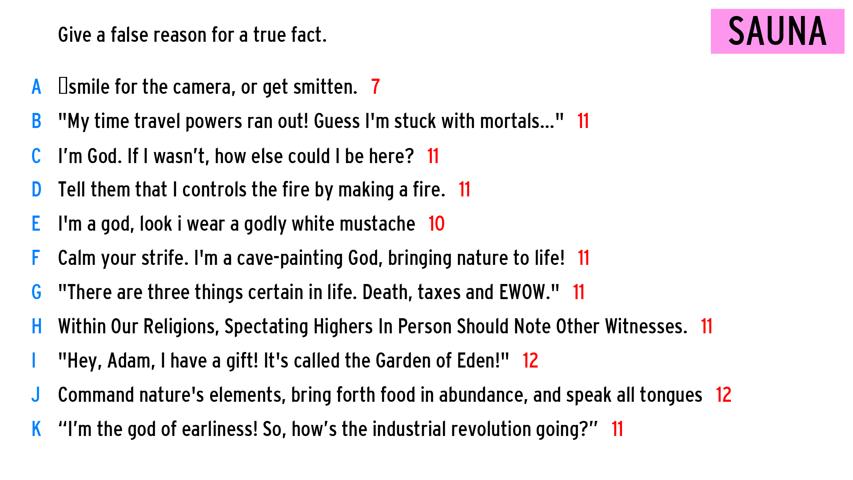 Give a false reason for a true fact.
SAUNA
A smile for the camera, or get smitten. 7
B "My time travel powers ran out! Guess I'm stuck with mortals..." 11
C I’m God. If I wasn’t, how else could I be here? 11
D Tell them that I controls the fire by making a fire. 11
E I'm a god, look i wear a godly white mustache 10
F Calm your strife. I'm a cave-painting God, bringing nature to life! 11
G "There are three things certain in life. Death, taxes and EWOW." 11
H Within Our Religions, Spectating Highers In Person Should Note Other Witnesses. 11
I "Hey, Adam, I have a gift! It's called the Garden of Eden!" 12
J Command nature's elements, bring forth food in abundance, and speak all tongues 12
K “I’m the god of earliness! So, how’s the industrial revolution going?” 11